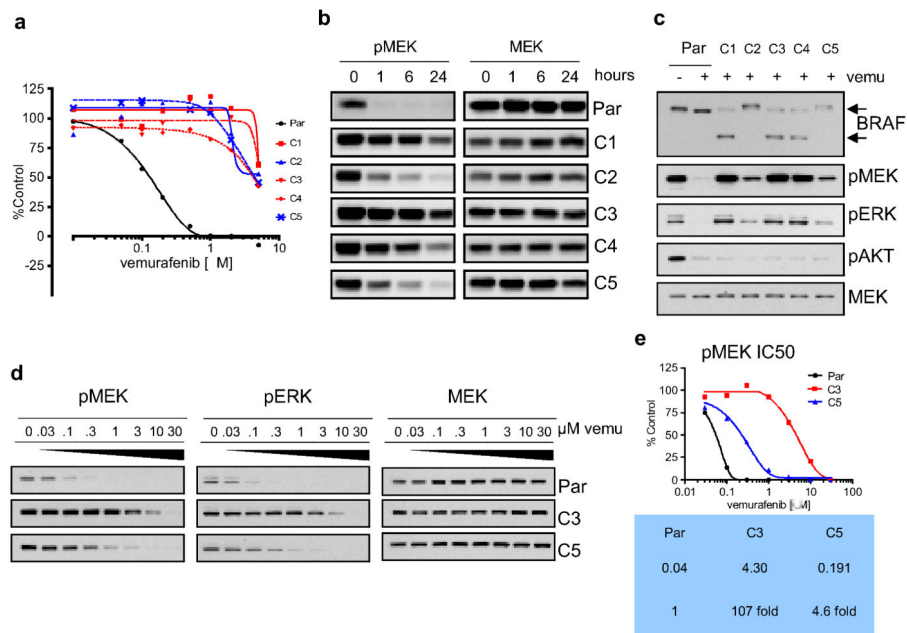 a
125
100
75
50
25
0
-25
%Control
0.1
1
10
vemurafenib [ M]
Par
C1
C2
C3
C4
C5
b
pMEK MEK
0 1 6 24 0 1 6 24 hours
Par
C1
C2
C3
C4
C5
c
Par C1 C2 C3 C4 C5
- + + + + + + vemu
BRAF
pMEK
pERK
pAKT
MEK
d
pMEK pERK MEK
0 .03 .1 .3 1 3 10 30 0 .03 .1 .3 1 3 10 30 0 .03 .1 .3 1 3 10 30 µM vemu
Par
C3
C5
e
pMEK IC50
125
100
75
50
25
0
% Control
0.01 0.1 1 10 100
vemurafenib [µM]
Par
C3
C5
Par C3 C5
0.04 4.30 0.191
1 107 fold 4.6 fold